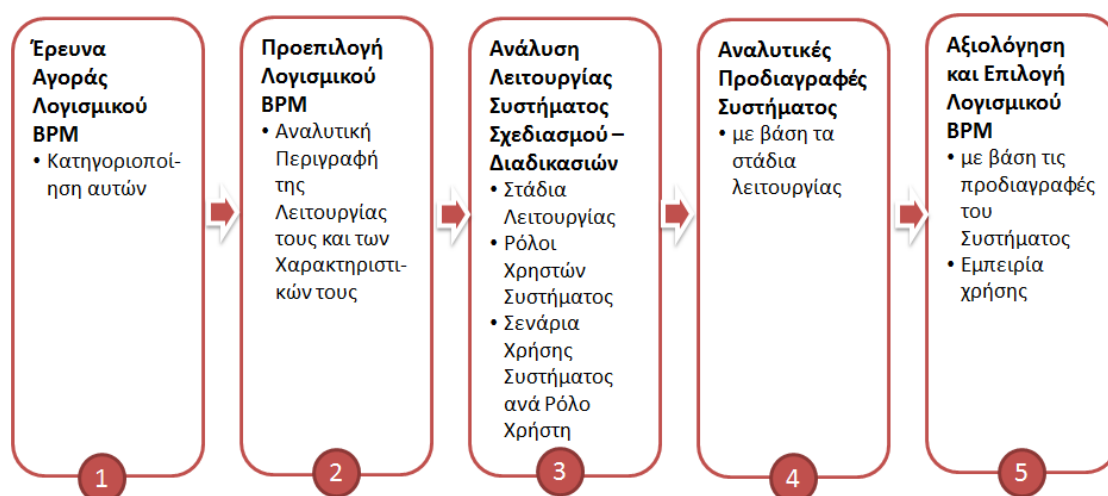 Έρευνα
Αγοράς
Λογισμικού
BPM
• Κατηγοριοποί-
ηση αυτών
1
Προεπιλογή
Λογισμικού
BPM
• Αναλυτική
Περιγραφή
της
Λειτουργίας
τους και των
Χαρακτηριστι-
κών τους
2
Ανάλυση
Λειτουργίας
Συστήματος
Σχεδιασμού –
Διαδικασιών
• Στάδια
Λειτουργίας
• Ρόλοι
Χρηστών
Συστήματος
• Σενάρια
Χρήσης
Συστήματος
ανά Ρόλο
Χρήστη
3
Αναλυτικές
Προδιαγραφές
Συστήματος
• με βάση τα
στάδια
λειτουργίας
4
Αξιολόγηση
και Επιλογή
Λογισμικού
BPM
• με βάση τις
προδιαγραφές
του
Συστήματος
• Εμπειρία
χρήσης
5